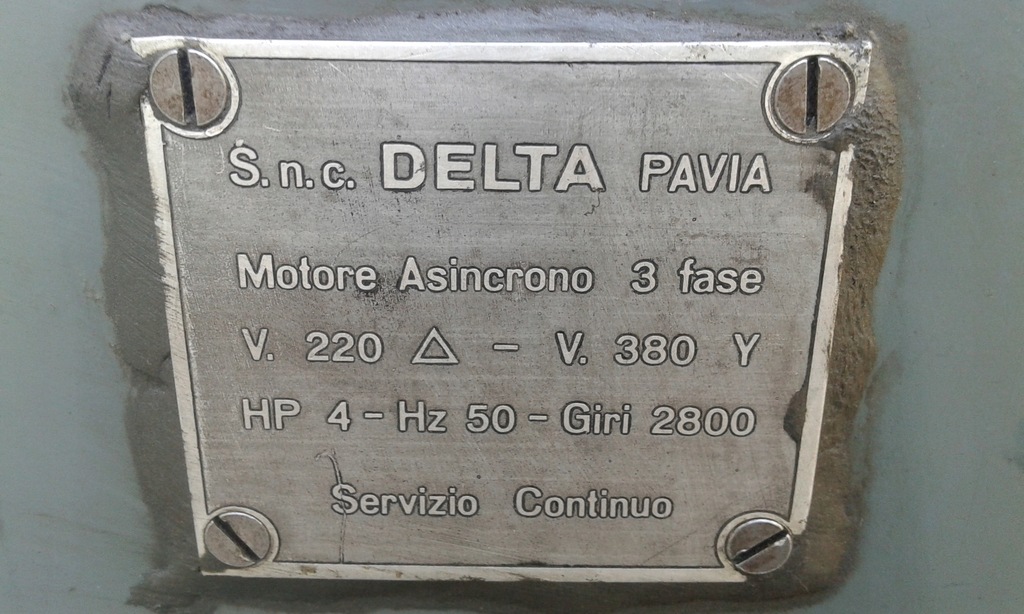 S.n.c. DELTA PAVIA
Motore Asincrono 3 fase
V. 220 △ - V. 380 Y
HP 4 - Hz 50 - Giri 2800
Servizio Continuo